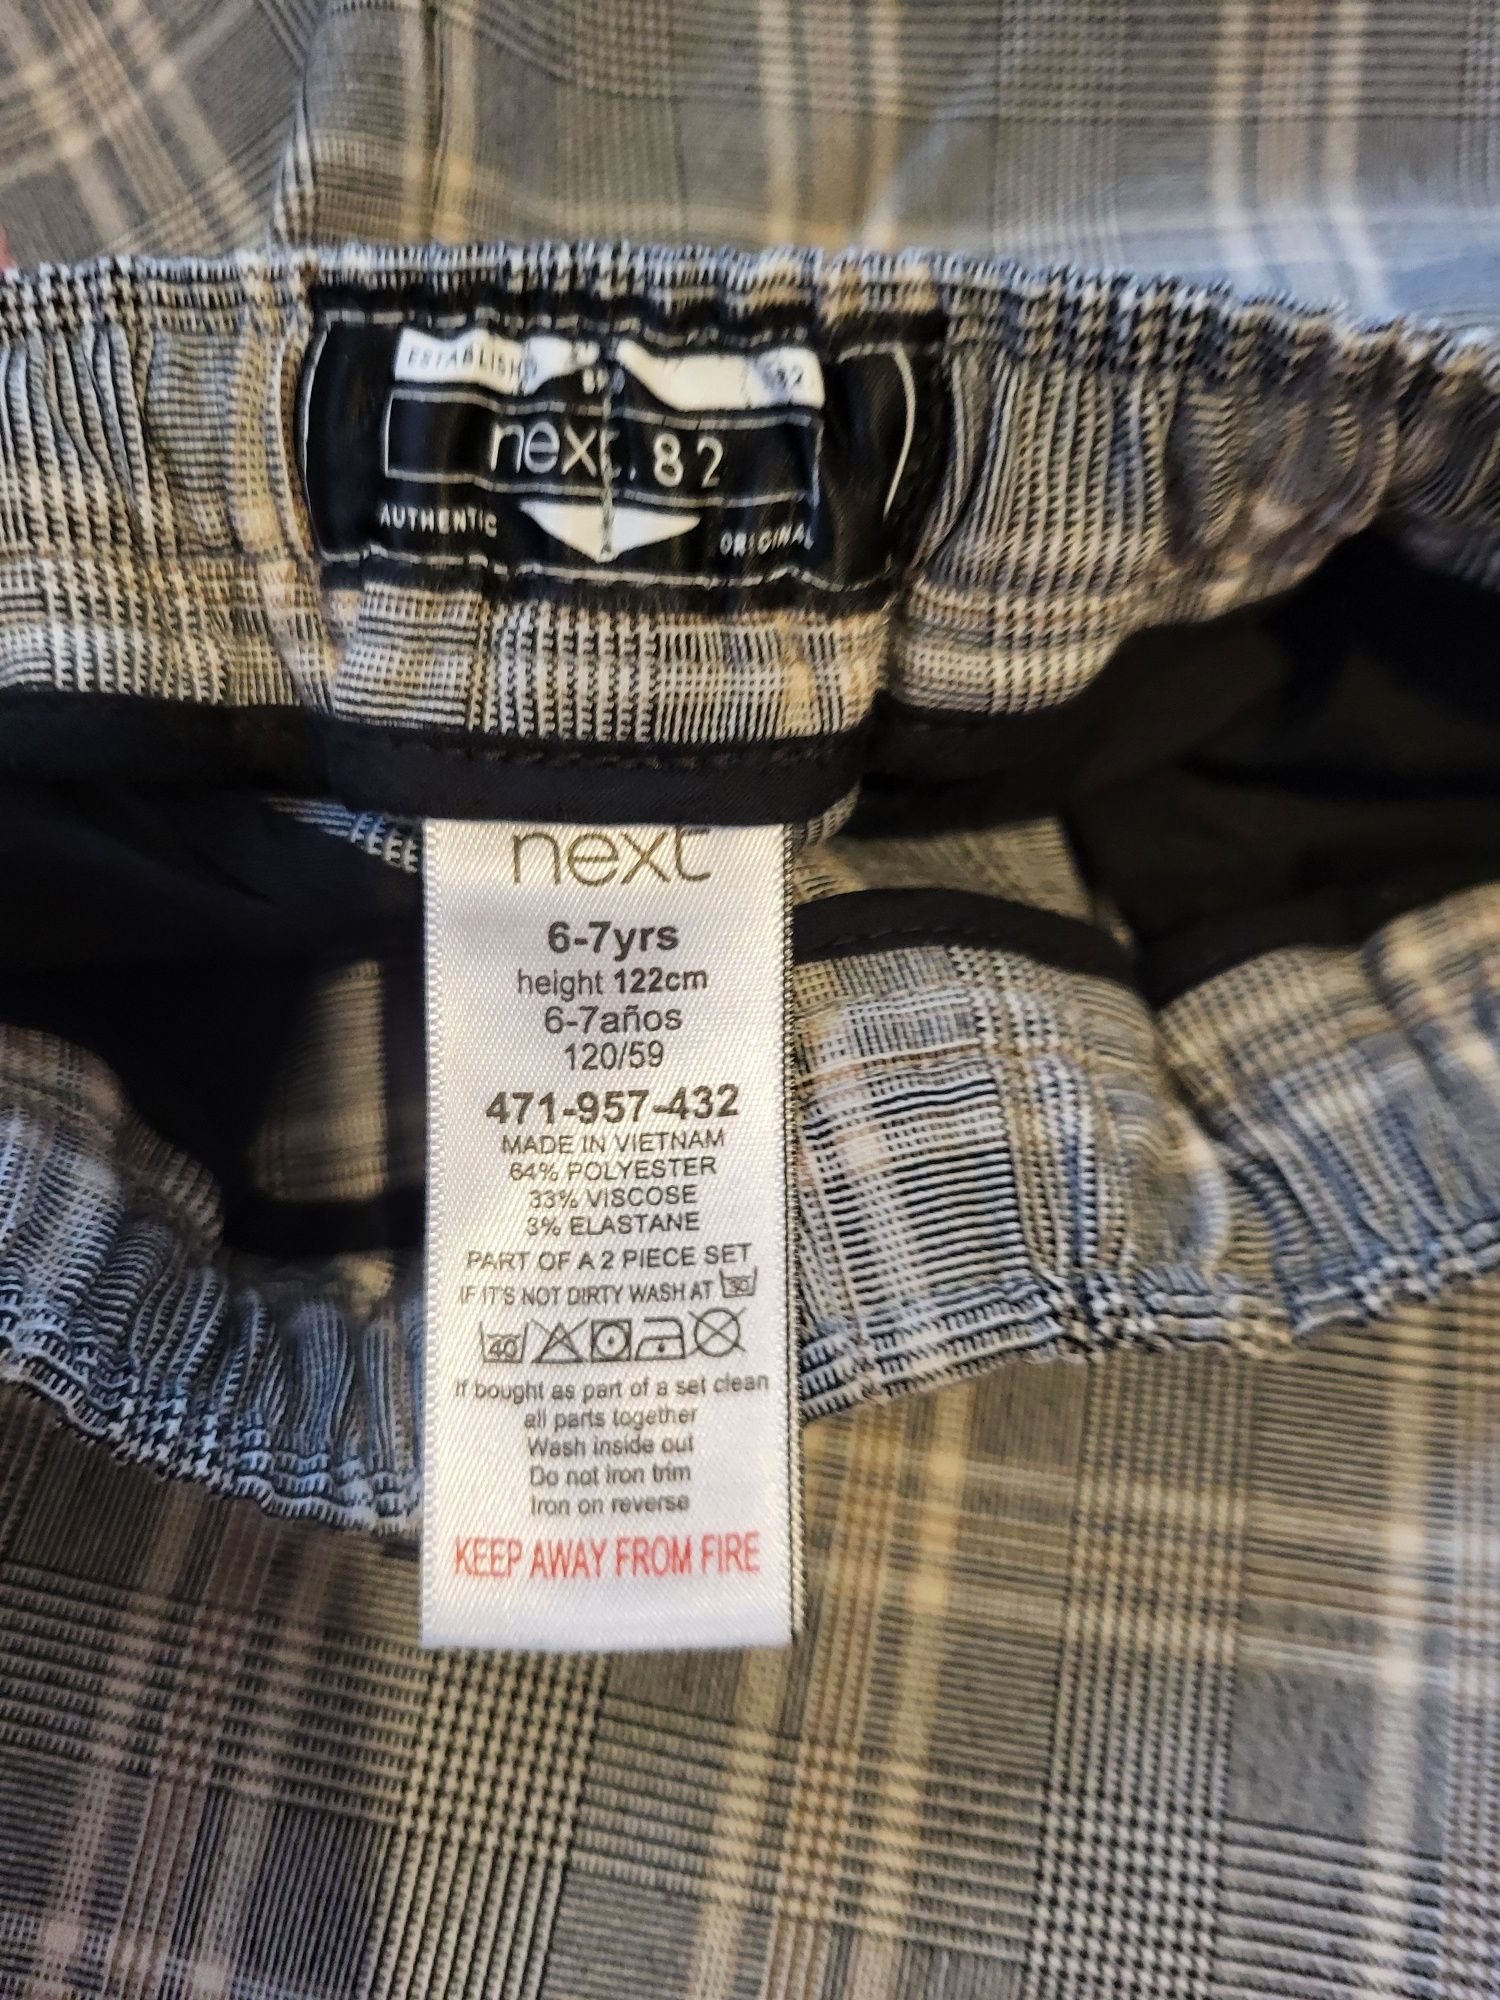 next.82
AUTHENTIC ORIGINAL
next
6-7yrs
height 122cm
6-7años
120/59
471-957-432
MADE IN VIETNAM
64% POLYESTER
33% VISCOSE
3% ELASTANE
PART OF A 2 PIECE SET
IF IT'S NOT DIRTY WASH AT 30
40
If bought as part of a set clean
all parts together
Wash inside out
Do not iron trim
Iron on reverse
KEEP AWAY FROM FIRE